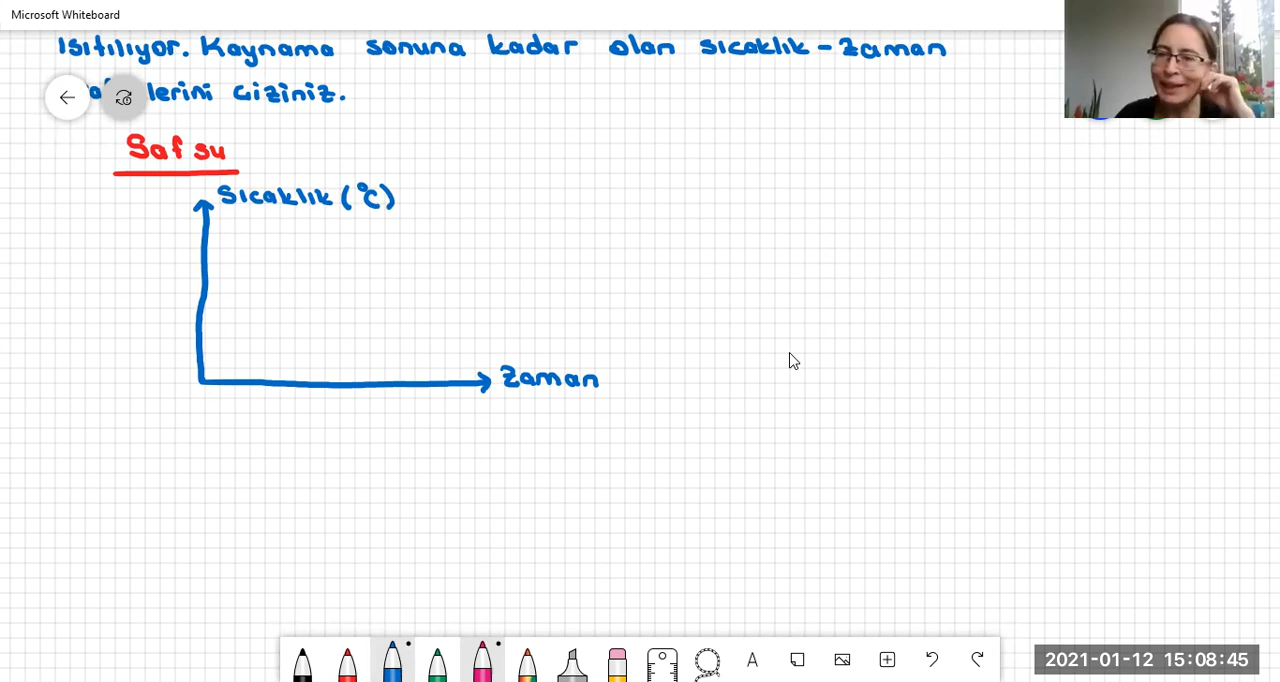 Microsoft Whiteboard
ısıtılıyor. Kaynama sonuna kadar olan sıcaklık - zaman
lerini çiziniz.
Saf su
Sıcaklık (°C)
Zaman
A
2021-01-12 15:08:45